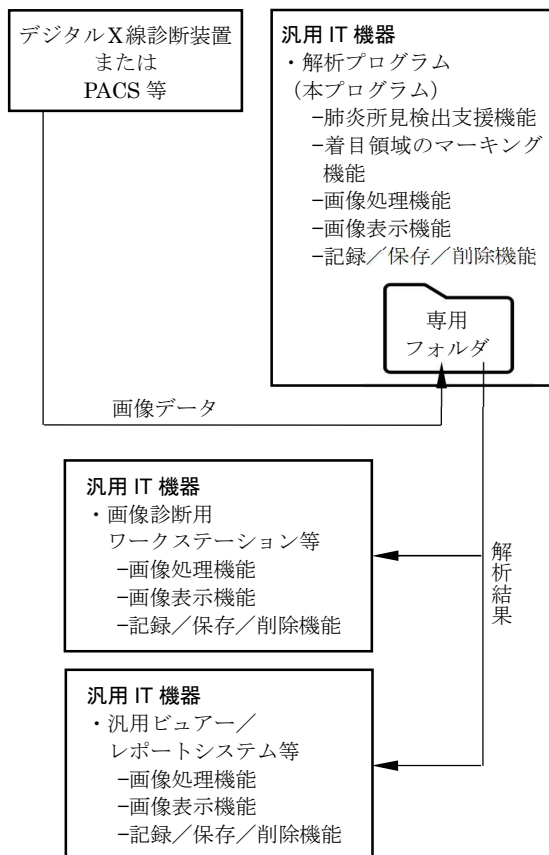 デジタルX線診断装置
または
PACS 等
汎用 IT 機器
・解析プログラム
（本プログラム）
−肺炎所見検出支援機能
−着目領域のマーキング
機能
−画像処理機能
−画像表示機能
−記録／保存／削除機能
専用
フォルダ
画像データ
汎用 IT 機器
・画像診断用
ワークステーション等
−画像処理機能
−画像表示機能
−記録／保存／削除機能
解析結果
汎用 IT 機器
・汎用ビュアー／
レポートシステム等
−画像処理機能
−画像表示機能
−記録／保存／削除機能